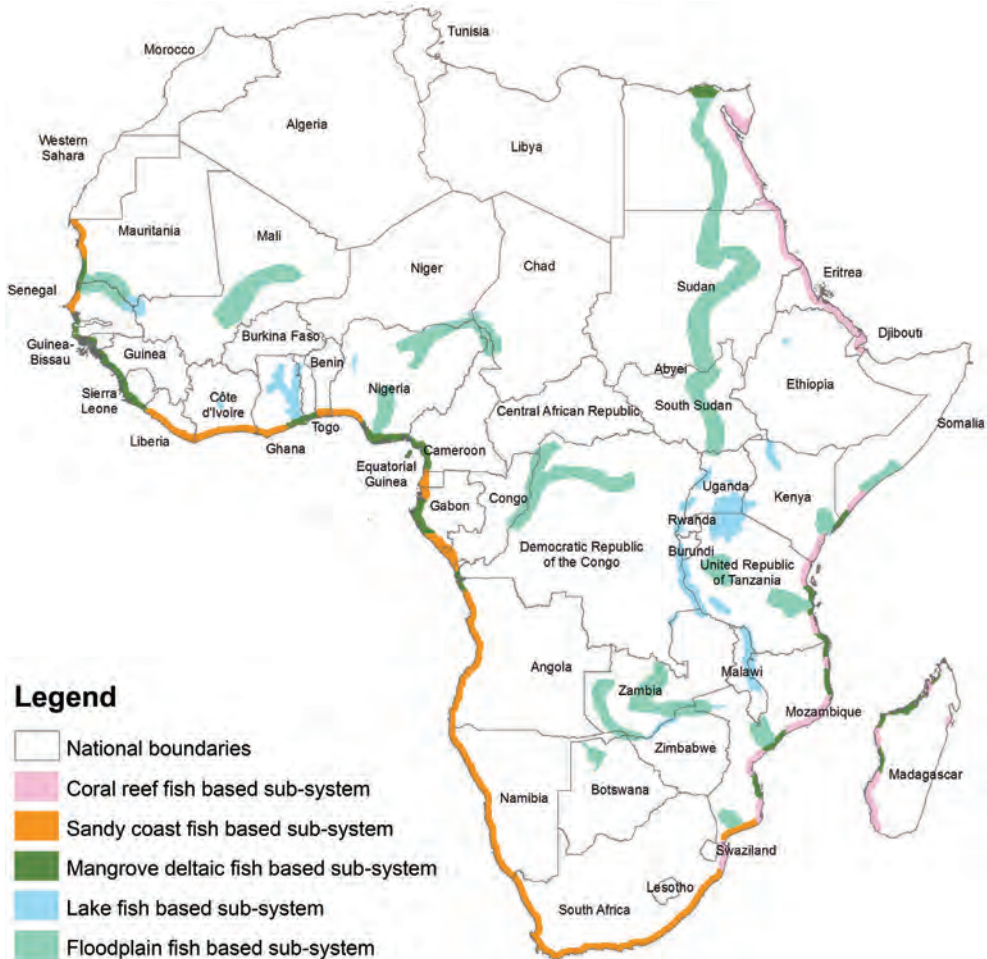 Tunisia
Morocco
Algeria
Libya
Western
Sahara
Mauritania
Mali
Niger
Chad
Sudan
Eritrea
Senegal
Djibouti
Guinea-
Bissau
Guinea
Burkina Faso
Benin
Nigeria
Abyei
Ethiopia
Sierra
Leone
Côte
d'Ivoire
Central African Republic
South Sudan
Somalia
Liberia
Ghana
Togo
Cameroon
Equatorial
Guinea
Uganda
Kenya
Gabon
Congo
Rwanda
Democratic Republic
of the Congo
Burundi
United Republic
of Tanzania
Angola
Zambia
Malawi
Mozambique
Zimbabwe
Madagascar
Namibia
Botswana
Swaziland
Lesotho
South Africa
Legend
National boundaries
Coral reef fish based sub-system
Sandy coast fish based sub-system
Mangrove deltaic fish based sub-system
Lake fish based sub-system
Floodplain fish based sub-system